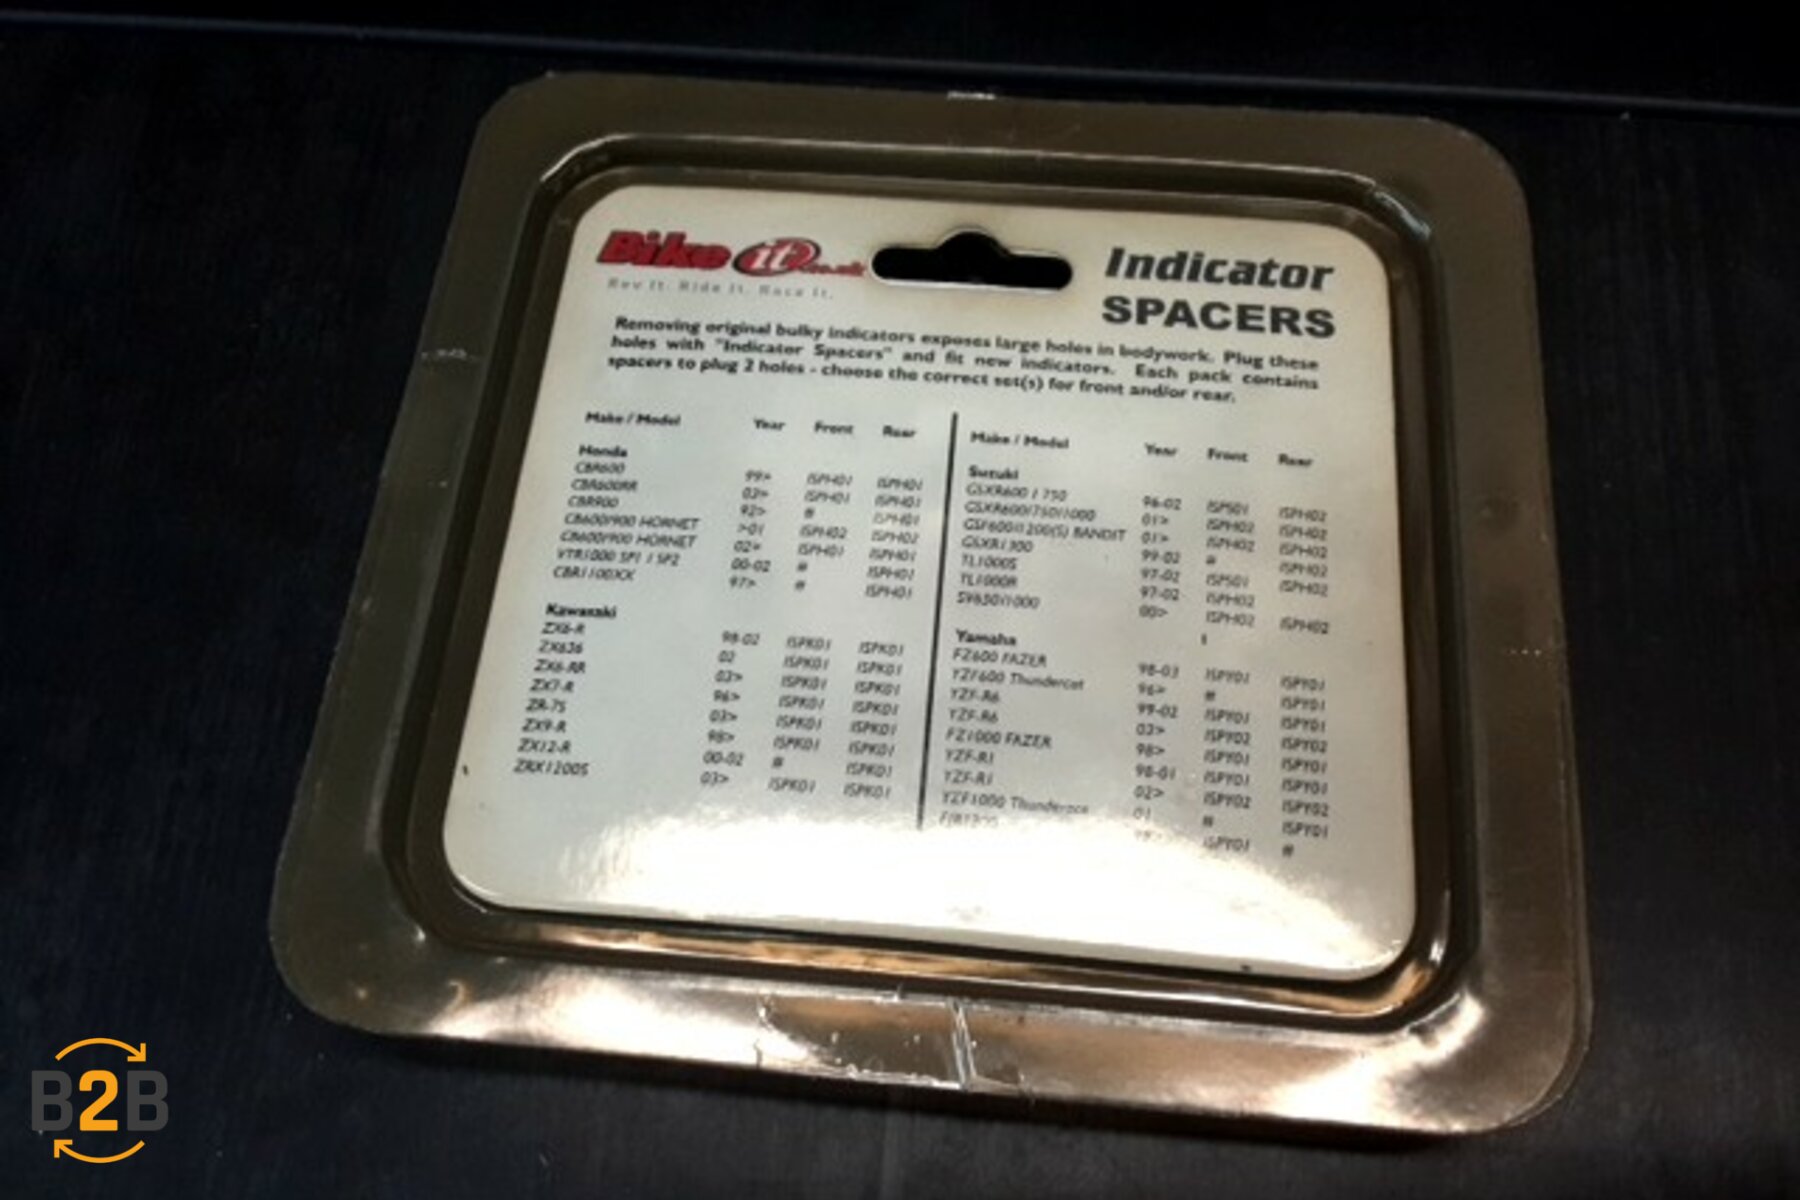 Bike it.co.uk
Rev It. Ride It. Race It.
Indicator
SPACERS
Removing original bulky indicators exposes large holes in bodywork. Plug these
holes with "Indicator Spacers" and fit new indicators. Each pack contains
spacers to plug 2 holes - choose the correct set(s) for front and/or rear.
Make / Model Year Front Rear
Honda
CBR600 99> ISPH01 ISPH01
CBR600RR 03> ISPH01 ISPH01
CBR900 92> # ISPH01
CB600/900 HORNET >01 ISPH02 ISPH02
CB600/900 HORNET 02> ISPH01 ISPH01
VTR1000 SP1 / SP2 00-02 # ISPH01
CBR1100XX 97> # ISPH01
Kawasaki
ZX6-R 98-02 ISPK01 ISPK01
ZX636 02 ISPK01 ISPK01
ZX6-RR 03> ISPK01 ISPK01
ZX7-R 96> ISPK01 ISPK01
ZR-7S 03> ISPK01 ISPK01
ZX9-R 98> ISPK01 ISPK01
ZX12-R 00-02 # ISPK01
ZRX1200S 03> ISPK01 ISPK01
Make / Model Year Front Rear
Suzuki
GSXR600 / 750 96-02 ISPS01 ISPH02
GSXR600/750/1000 01> ISPH02 ISPH02
GSF600/1200(S) BANDIT 01> ISPH02 ISPH02
GSXR1300 99-02 # ISPH02
TL1000S 97-02 ISPS01 ISPH02
TL1000R 97-02 ISPH02
SV650/1000 00> ISPH02 ISPH02
Yamaha
FZ600 FAZER 98-03 ISPY01 ISPY01
YZF600 Thundercat 96> # ISPY01
YZF-R6 99-02 ISPY01 ISPY01
YZF-R6 03> ISPY02 ISPY02
FZ1000 FAZER 98> ISPY01 ISPY01
YZF-R1 98-01 ISPY01 ISPY01
YZF-R1 02> ISPY02 ISPY02
YZF1000 Thunderace 01 # ISPY01
ISPY01 #
B2B